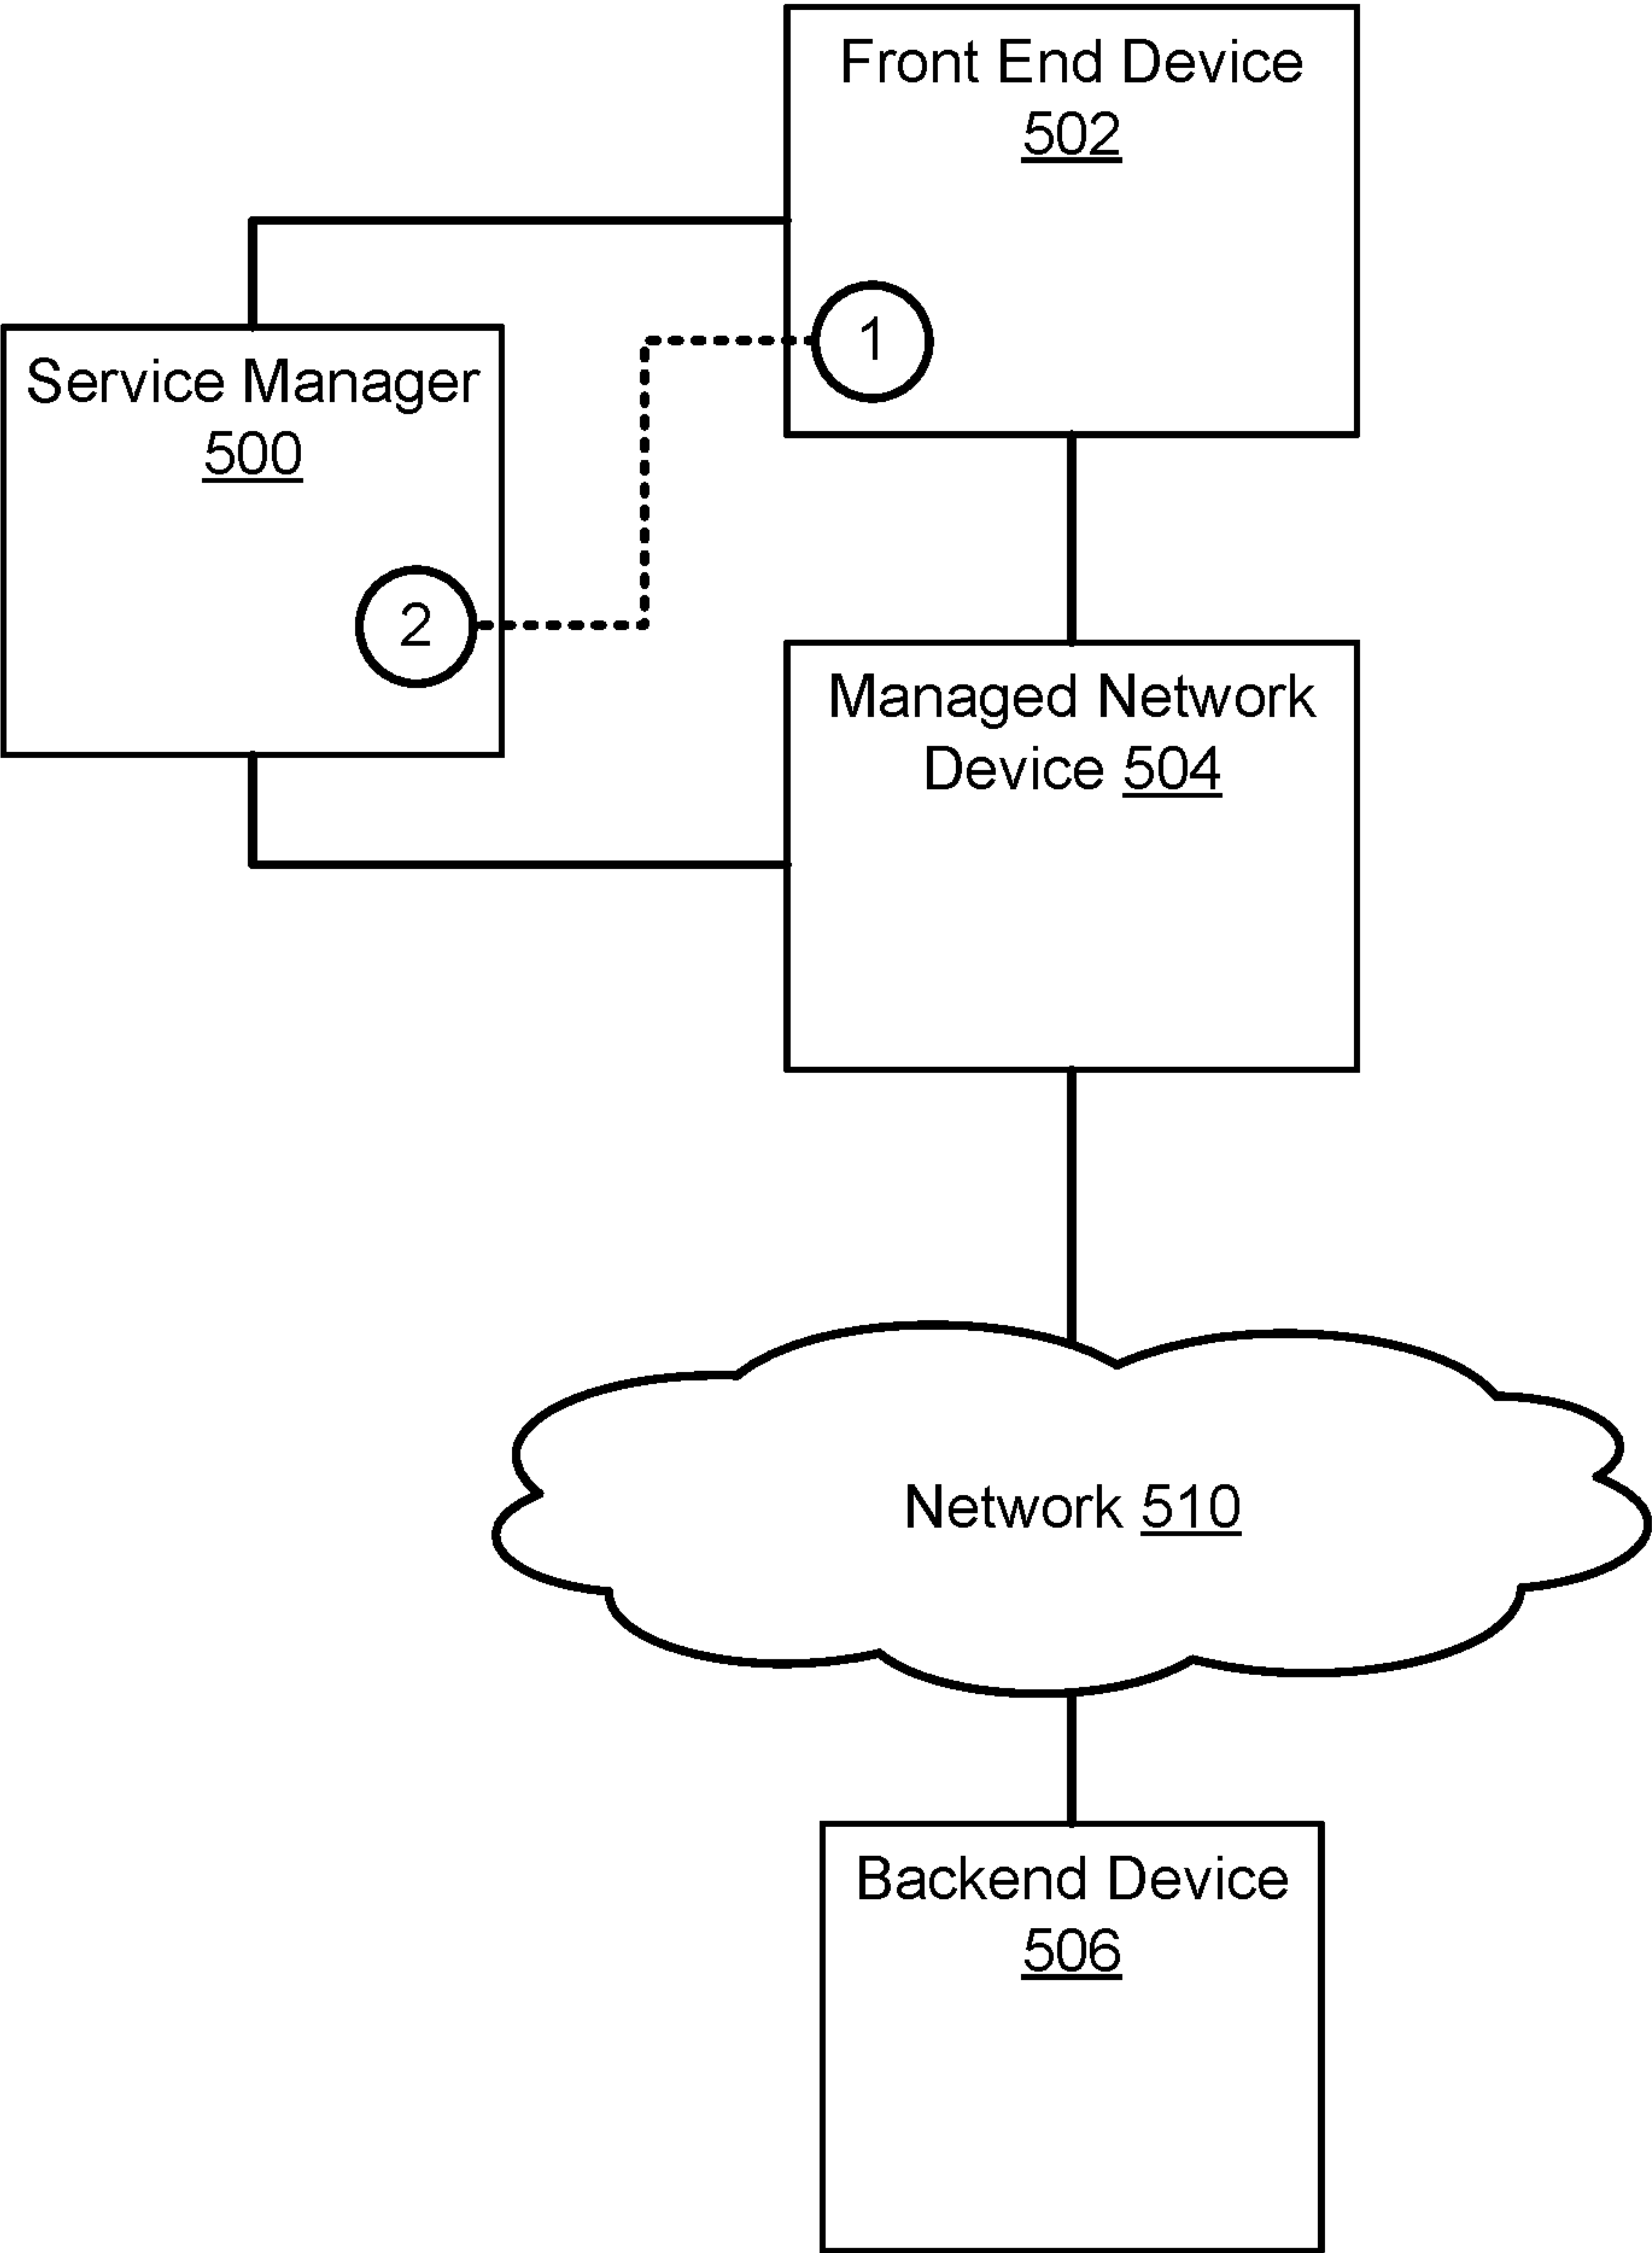 Front End Device
502
1
Service Manager
500
2
Managed Network
Device 504
Network 510
Backend Device
506